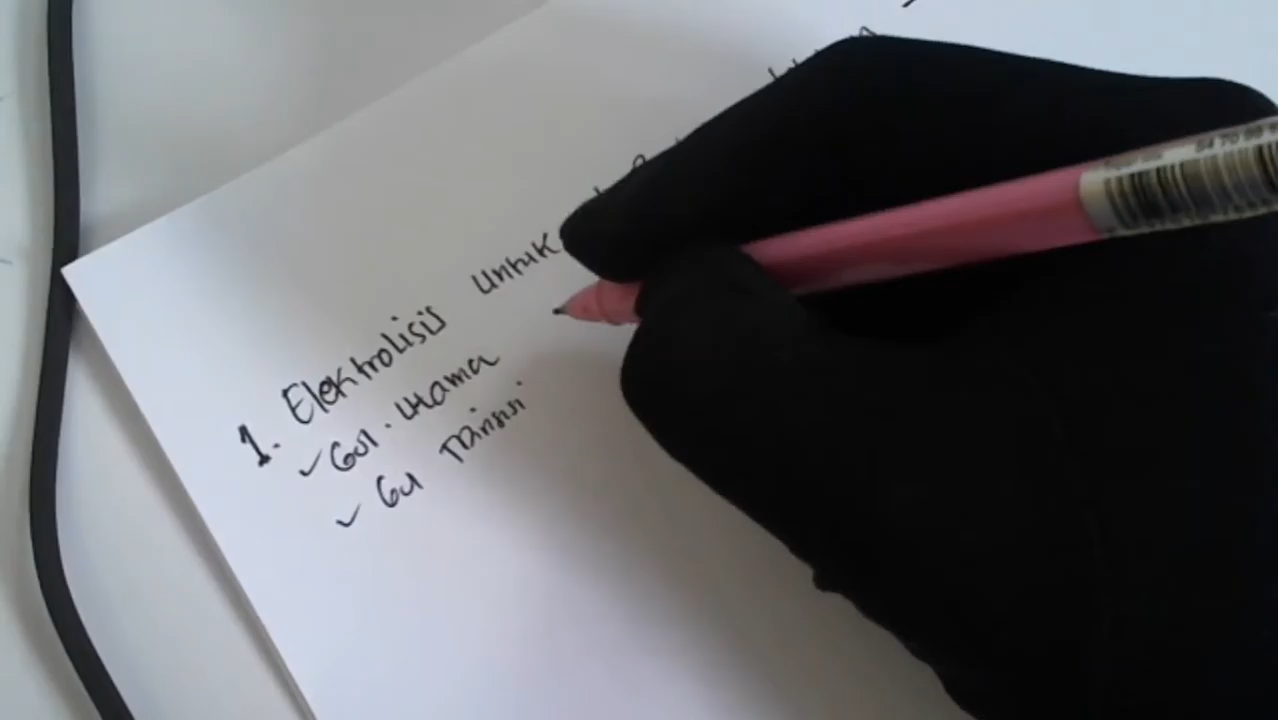 1. Elektrolisis untuk
✓ Gol. utama
✓ Gol Transisi